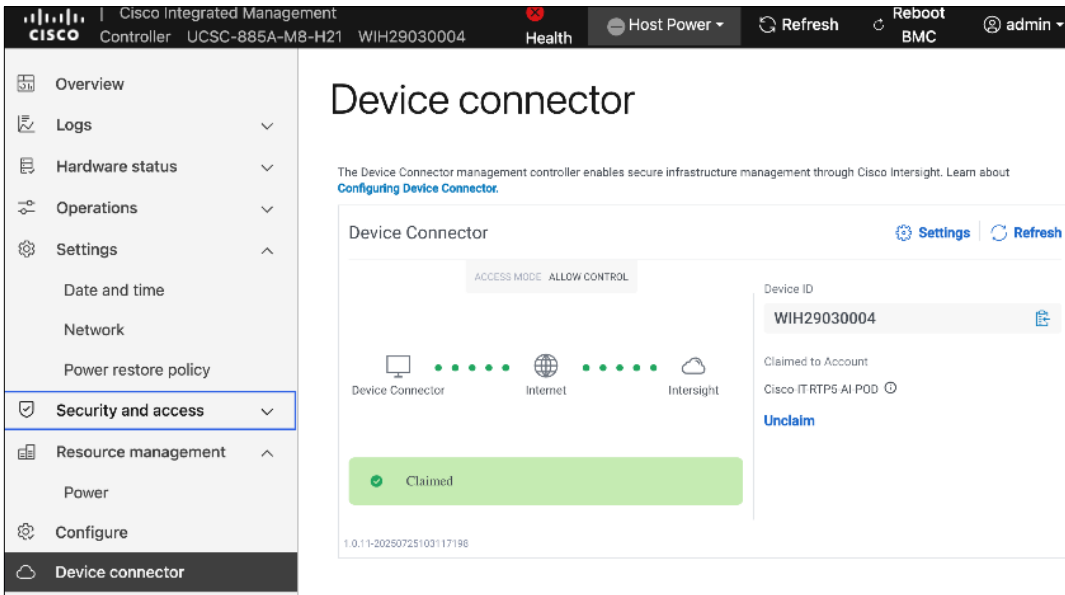 Cisco Integrated Management
CISCO Controller UCSC-885A-M8-H21 WIH29030004
Health
Host Power
Refresh
Reboot
BMC
admin
Overview
Logs
Hardware status
Operations
Settings
Date and time
Network
Power restore policy
Security and access
Resource management
Power
Configure
Device connector
Device connector
The Device Connector management controller enables secure infrastructure management through Cisco Intersight. Learn about
Configuring Device Connector.
Device Connector
Settings
Refresh
ACCESS MODE ALLOW CONTROL
Device Connector
Internet
Intersight
Claimed
Device ID
WIH29030004
Claimed to Account
Cisco-IT RTP5 AI POD
Unclaim
1.0.11-20250725103117198